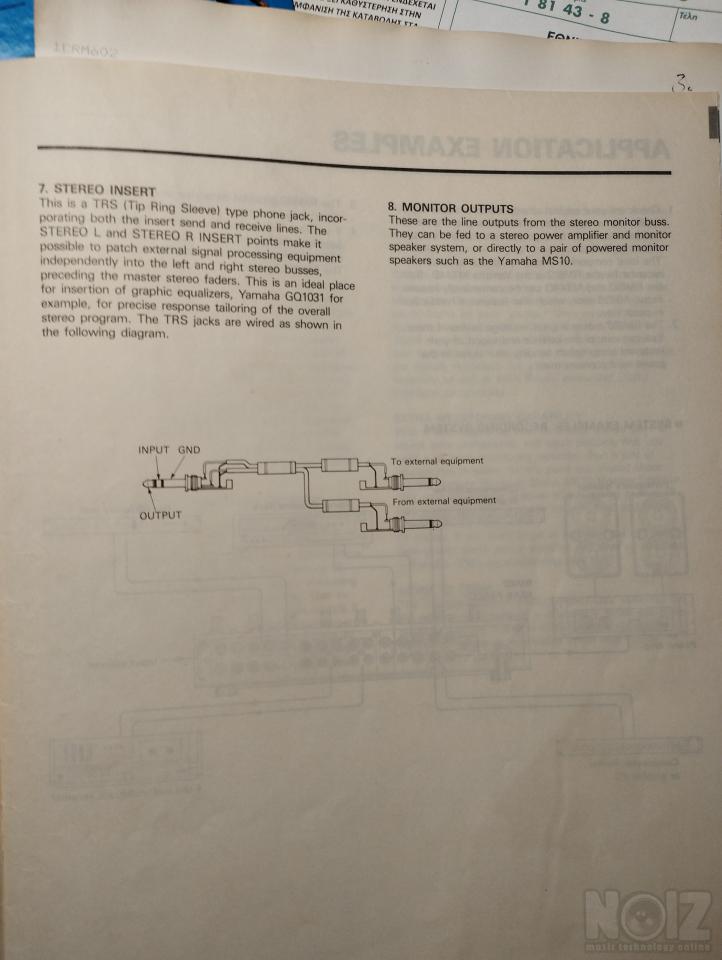 ΕΝΔΕΧΕΤΑΙ
ΚΑΘΥΣΤΕΡΗΣΗ ΣΤΗΝ
ΕΜΦΑΝΙΣΗ ΤΗΣ ΚΑΤΑΒΟΛΗΣ ΣΤΑ
81 43 - 8
Τέλη
1CRM602
3.
APPLICATION EXAMPLES
7. STEREO INSERT
This is a TRS (Tip Ring Sleeve) type phone jack, incor-
porating both the insert send and receive lines. The
STEREO L and STEREO R INSERT points make it
possible to patch external signal processing equipment
independently into the left and right stereo busses,
preceding the master stereo faders. This is an ideal place
for insertion of graphic equalizers, Yamaha GQ1031 for
example, for precise response tailoring of the overall
stereo program. The TRS jacks are wired as shown in
the following diagram.
8. MONITOR OUTPUTS
These are the line outputs from the stereo monitor buss.
They can be fed to a stereo power amplifier and monitor
speaker system, or directly to a pair of powered monitor
speakers such as the Yamaha MS10.
INPUT GND
OUTPUT
To external equipment
From external equipment
NOIZ
music technology online